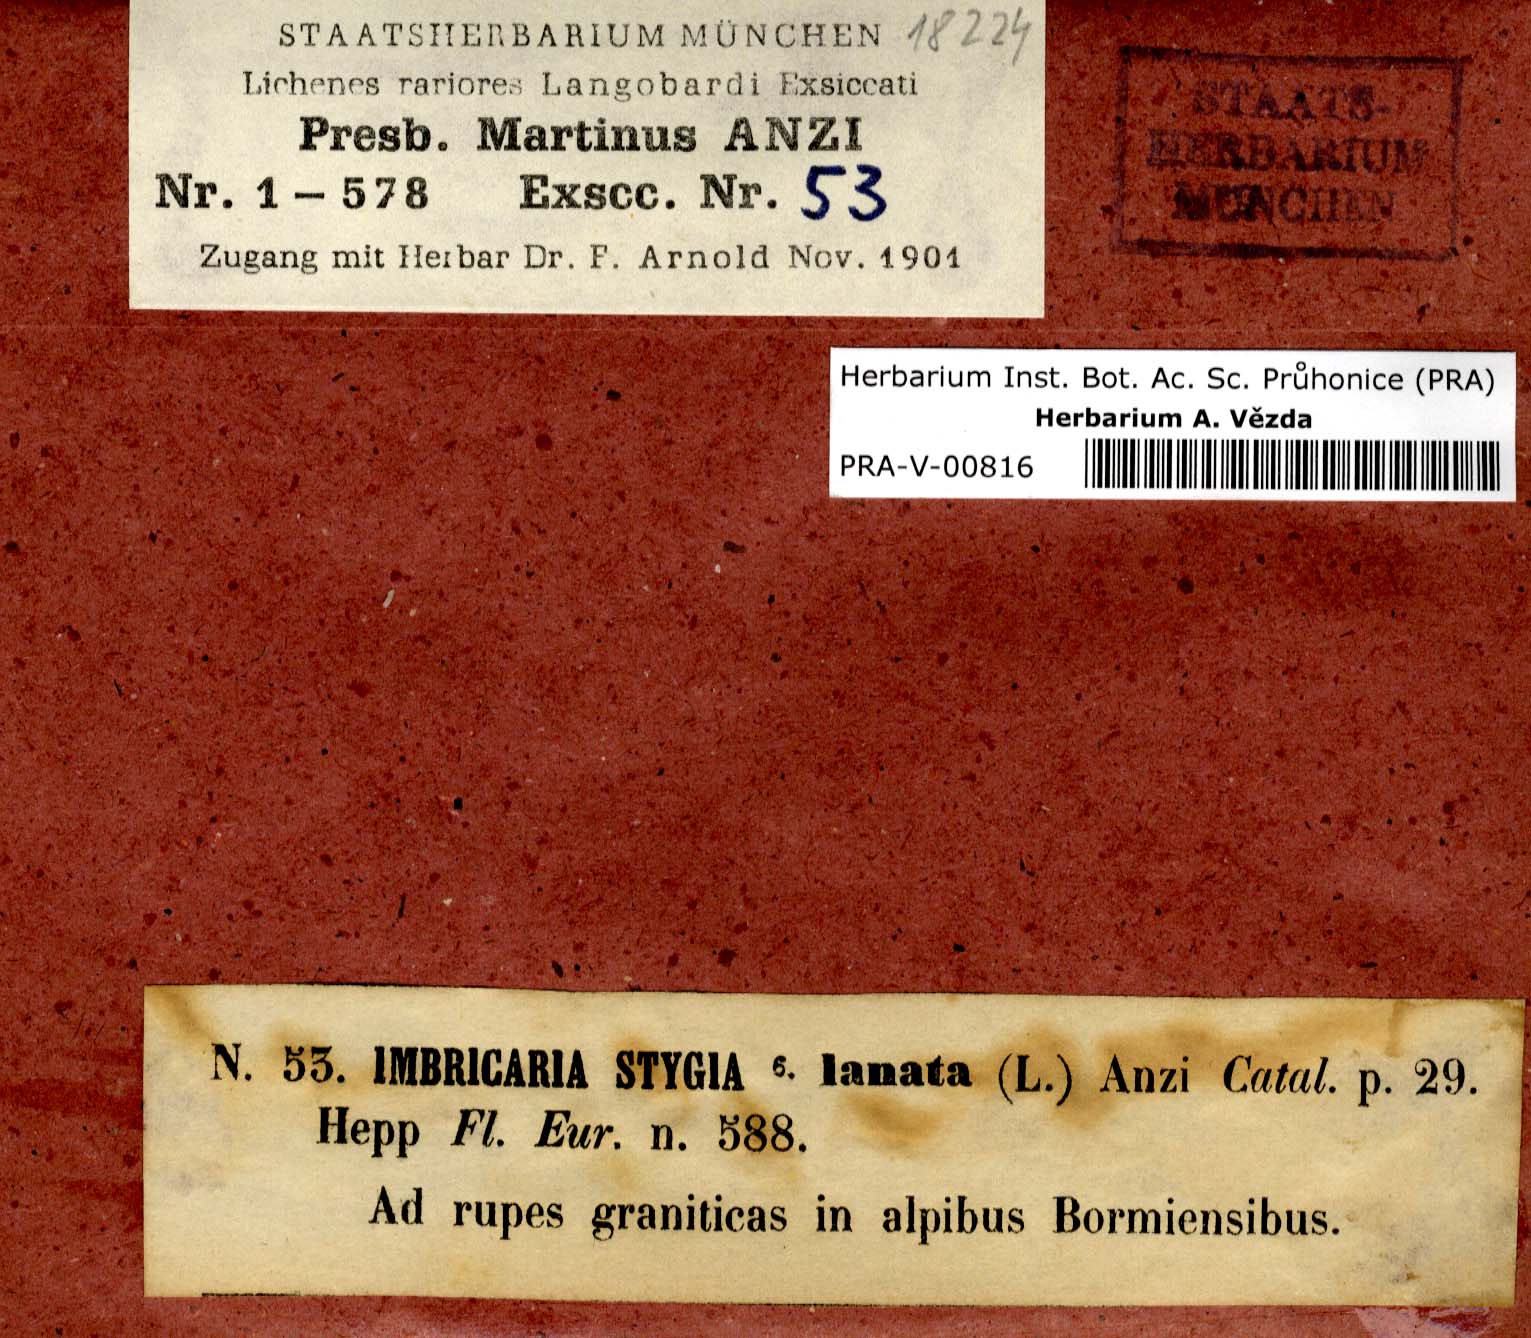 STAATSHERBARIUM MÜNCHEN 18224
Lichenes rariores Langobardi Exsiccati
Presb. Martinus ANZI
Nr. 1 – 578 Exscc. Nr. 53
Zugang mit Herbar Dr. F. Arnold Nov. 1901
STAATS-
HERBARIUM
MÜNCHEN
Herbarium Inst. Bot. Ac. Sc. Průhonice (PRA)
Herbarium A. Vězda
PRA-V-00816
N. 53. IMBRICARIA STYGIA 6. lanata (L.) Anzi Catal. p. 29.
Hepp Fl. Eur. n. 588.
Ad rupes graniticas in alpibus Bormiensibus.